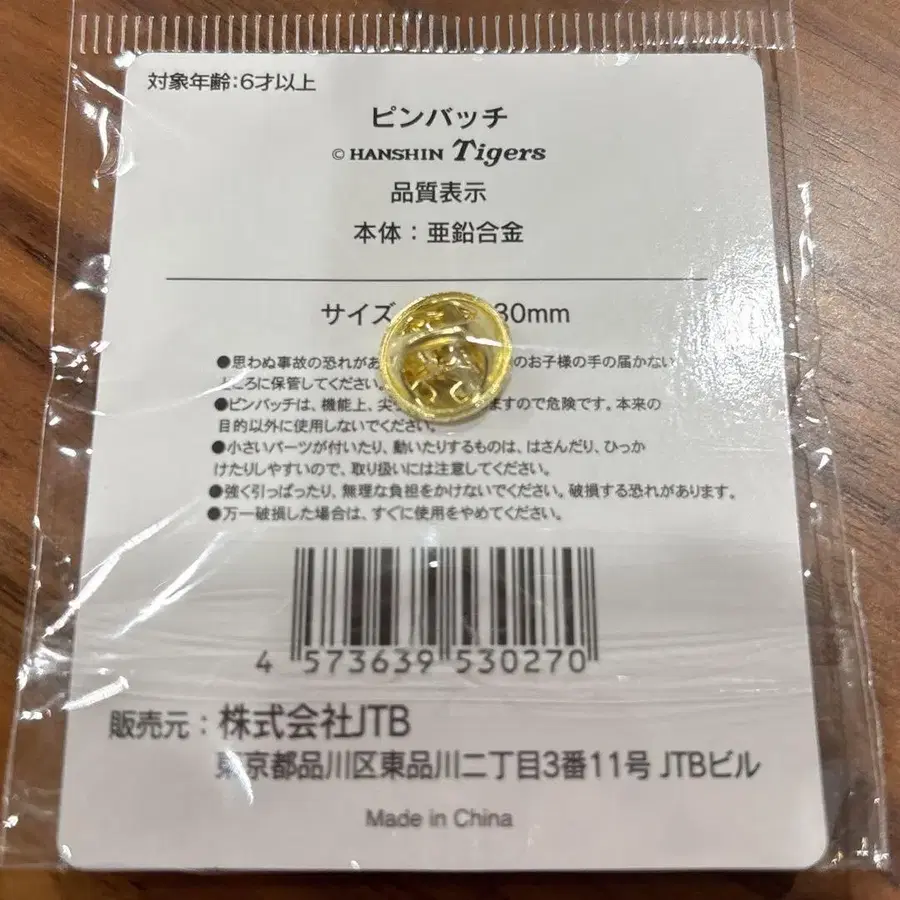 対象年齢:6才以上
ピンバッチ
© HANSHIN Tigers
品質表示
本体：亜鉛合金
サイズ 30mm
●思わぬ事故の恐れがあ のお子様の手の届かない
ころに保管してください。
●ピンバッチは、機能上、尖 ますので危険です。本来の
目的以外に使用しないでください。
●小さいパーツが付いたり、動いたりするものは、はさんだり、ひっか
けたりしやすいので、取り扱いには注意してください。
●強く引っぱったり、無理な負担をかけないでください。破損する恐れがあります。
●万一破損した場合は、すぐに使用をやめてください。
4 573639 530270
販売元：株式会社JTB
東京都品川区東品川二丁目3番11号 JTBビル
Made in China